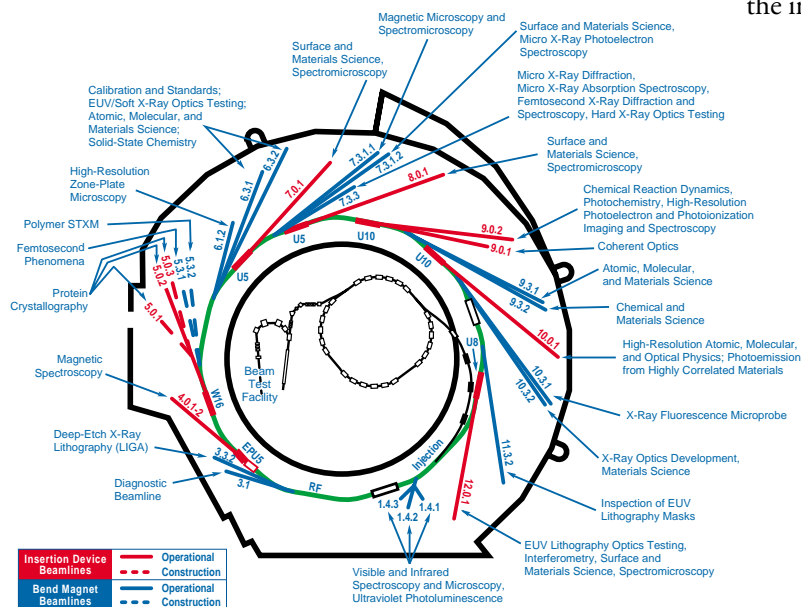 the in
Magnetic Microscopy and
Spectromicroscopy
Surface and Materials Science,
Micro X-Ray Photoelectron
Spectroscopy
Surface and
Materials Science,
Spectromicroscopy
Micro X-Ray Diffraction,
Micro X-Ray Absorption Spectroscopy,
Femtosecond X-Ray Diffraction and
Spectroscopy, Hard X-Ray Optics Testing
Calibration and Standards;
EUV/Soft X-Ray Optics Testing;
Atomic, Molecular, and
Materials Science;
Solid-State Chemistry
Surface and
Materials Science,
Spectromicroscopy
High-Resolution
Zone-Plate
Microscopy
Chemical Reaction Dynamics,
Photochemistry, High-Resolution
Photoelectron and Photoionization
Imaging and Spectroscopy
Coherent Optics
Polymer STXM
Femtosecond
Phenomena
Protein
Crystallography
Atomic, Molecular,
and Materials Science
Chemical and
Materials Science
High-Resolution Atomic, Molecular,
and Optical Physics; Photoemission
from Highly Correlated Materials
Magnetic
Spectroscopy
X-Ray Fluorescence Microprobe
Deep-Etch X-Ray
Lithography (LIGA)
X-Ray Optics Development,
Materials Science
Diagnostic
Beamline
Inspection of EUV
Lithography Masks
EUV Lithography Optics Testing,
Interferometry, Surface and
Materials Science, Spectromicroscopy
Visible and Infrared
Spectroscopy and Microscopy,
Ultraviolet Photoluminescence
6.1.2
6.3.1
6.3.2
7.0.1
7.3.1.1
7.3.1.2
7.3.3
8.0.1
9.0.2
9.0.1
9.3.1
9.3.2
10.0.1
10.3.1
10.3.2
11.3.2
12.0.1
1.4.3
1.4.2
1.4.1
3.1
3.3.2
4.0.1-2
5.0.1
5.0.2
5.0.3
5.3.1
5.3.2
U5
U5
U10
U10
U8
W16
EPU5
RF
Injection
Beam
Test
Facility
Insertion Device
Beamlines
Operational
Construction
Bend Magnet
Beamlines
Operational
Construction